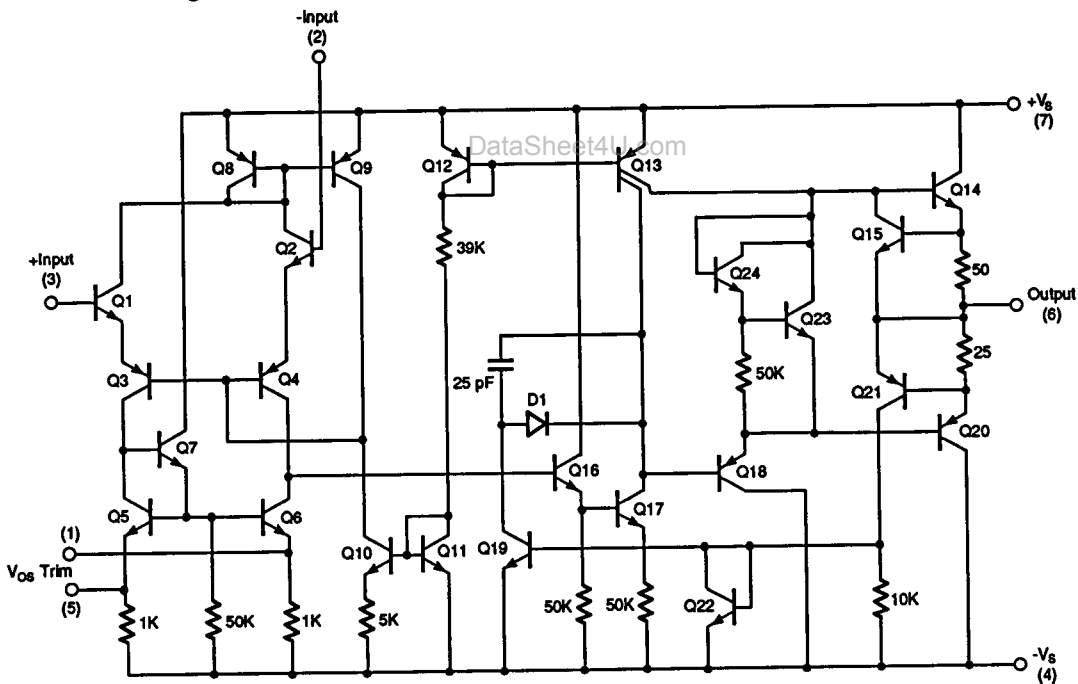 -Input
(2)
+VS
(7)
DataSheet4U.com
Q8
Q9
Q12
Q13
Q14
Q2
Q15
39K
+Input
(3)
Q24
50
Q1
Output
(6)
Q23
Q3
Q4
25 pF
50K
25
D1
Q21
Q7
Q20
Q16
Q18
Q5
Q6
Q17
(1)
Q10
Q11
Q19
VOS Trim
(5)
Q22
1K
50K
1K
5K
50K
50K
10K
-VS
(4)